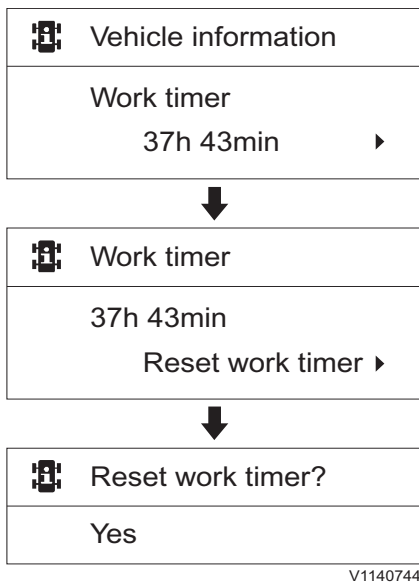 Vehicle information
Work timer
37h 43min
Work timer
37h 43min
Reset work timer
Reset work timer?
Yes
V1140744